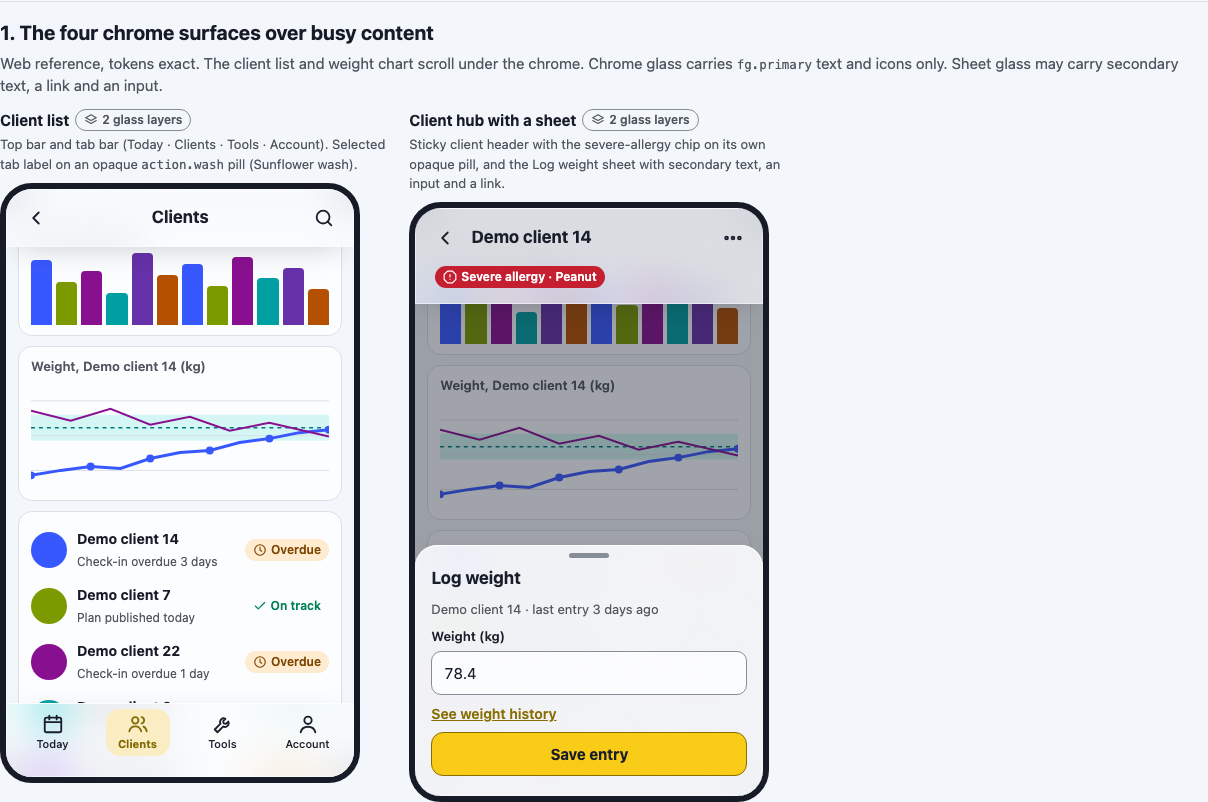 1. The four chrome surfaces over busy content
Web reference, tokens exact. The client list and weight chart scroll under the chrome. Chrome glass carries fg.primary text and icons only. Sheet glass may carry secondary
text, a link and an input.
Client list
2 glass layers
Top bar and tab bar (Today · Clients · Tools · Account). Selected
tab label on an opaque action.wash pill (Sunflower wash).
Clients
Weight, Demo client 14 (kg)
Demo client 14
Check-in overdue 3 days
Overdue
Demo client 7
Plan published today
On track
Demo client 22
Check-in overdue 1 day
Overdue
Today
Clients
Tools
Account
Client hub with a sheet
2 glass layers
Sticky client header with the severe-allergy chip on its own
opaque pill, and the Log weight sheet with secondary text, an
input and a link.
Demo client 14
Severe allergy · Peanut
Weight, Demo client 14 (kg)
Log weight
Demo client 14 · last entry 3 days ago
Weight (kg)
78.4
See weight history
Save entry